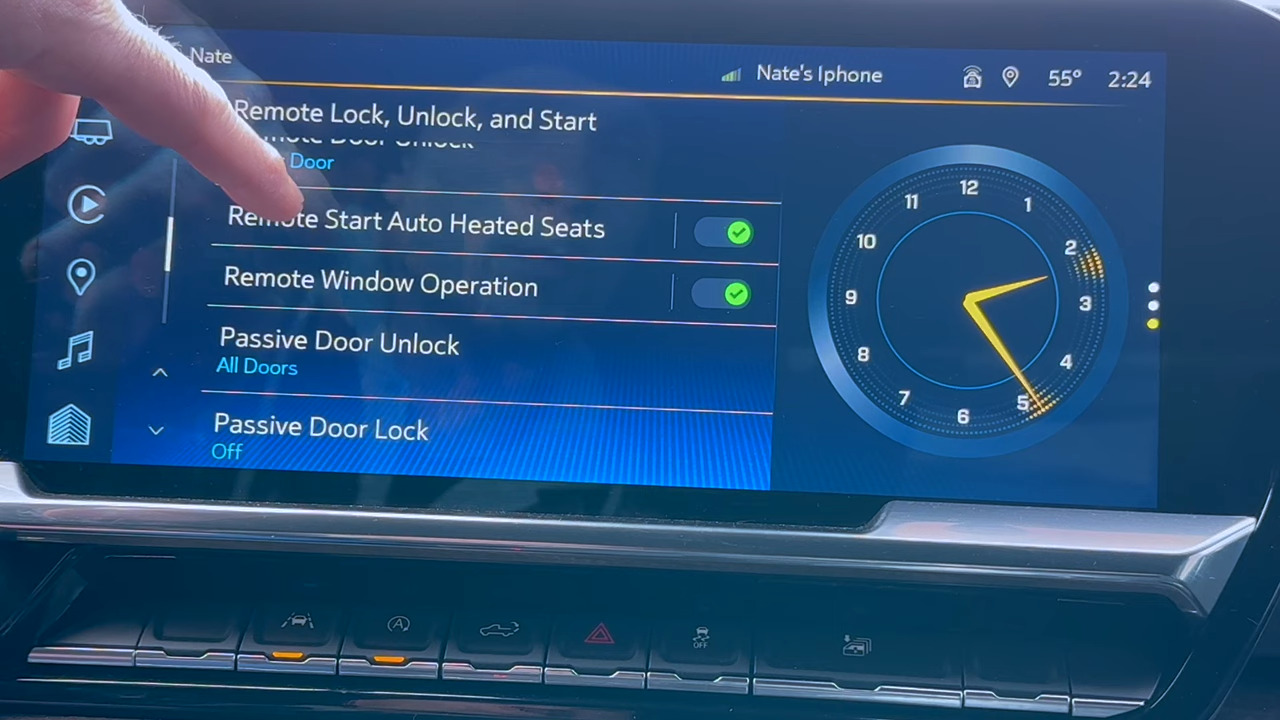 Nate
Nate's Iphone
55°
2:24
Remote Lock, Unlock, and Start
Door Unlock
Door
Remote Start Auto Heated Seats
Remote Window Operation
Passive Door Unlock
All Doors
Passive Door Lock
Off
12
1
2
3
4
5
6
7
8
9
10
11
A
OFF